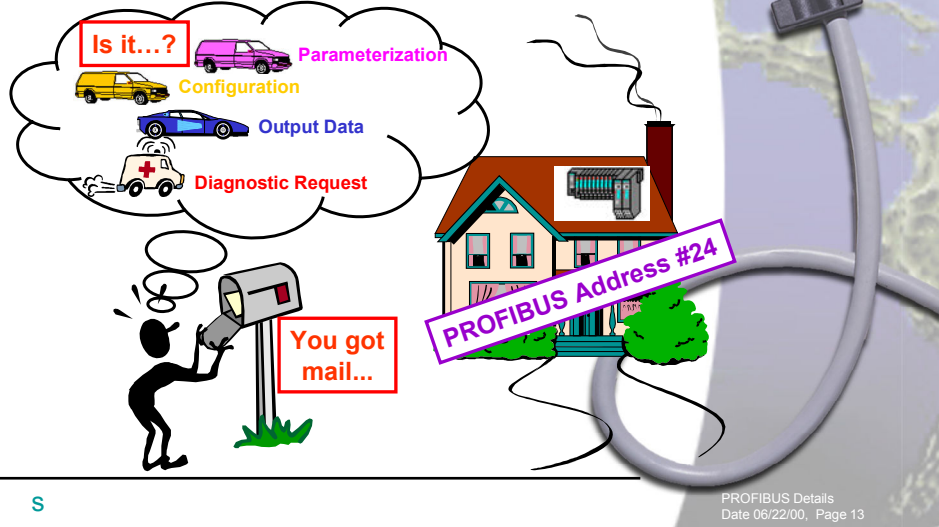 Is it…?
Parameterization
Configuration
Output Data
Diagnostic Request
PROFIBUS Address #24
You got
mail...
s
PROFIBUS Details
Date 06/22/00, Page 13